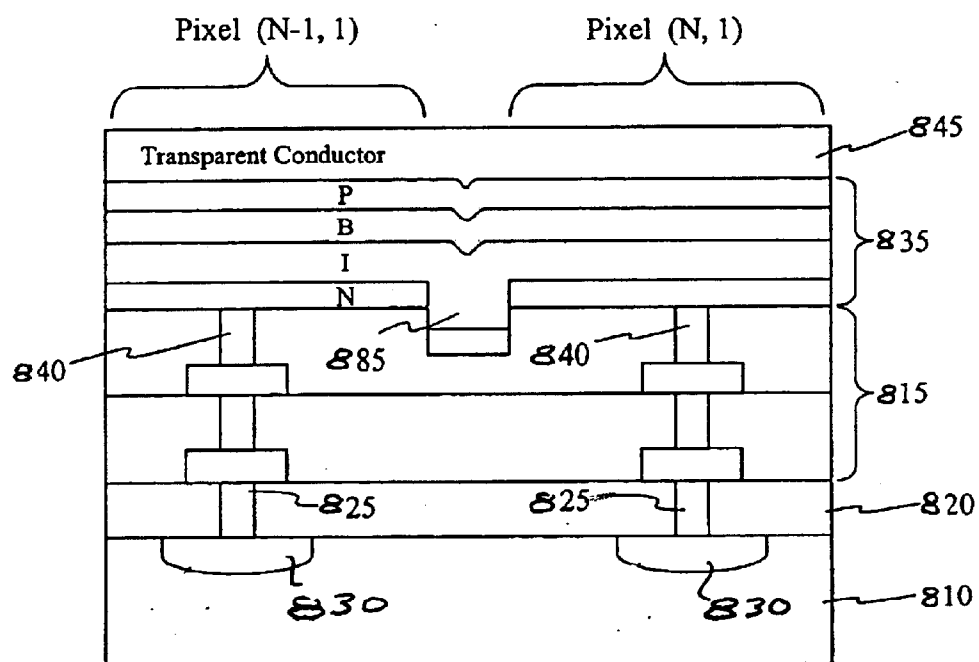 Pixel (N-1, 1)
Pixel (N, 1)
845
Transparent Conductor
P
B
835
I
N
840
885
840
815
825
825
820
830
830
810